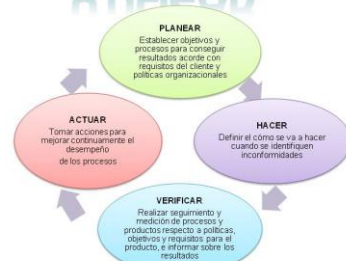 PLANEAR
Establecer objetivos y
procesos para conseguir
resultados acorde con
requisitos del cliente y
políticas organizacionales
HACER
Definir el cómo se va a hacer
cuando se identifiquen
inconformidades
VERIFICAR
Realizar seguimiento y
medición de procesos y
productos respecto a políticas,
objetivos y requisitos para el
producto, e informar sobre los
resultados
ACTUAR
Tomar acciones para
mejorar continuamente el
desempeño
de los procesos